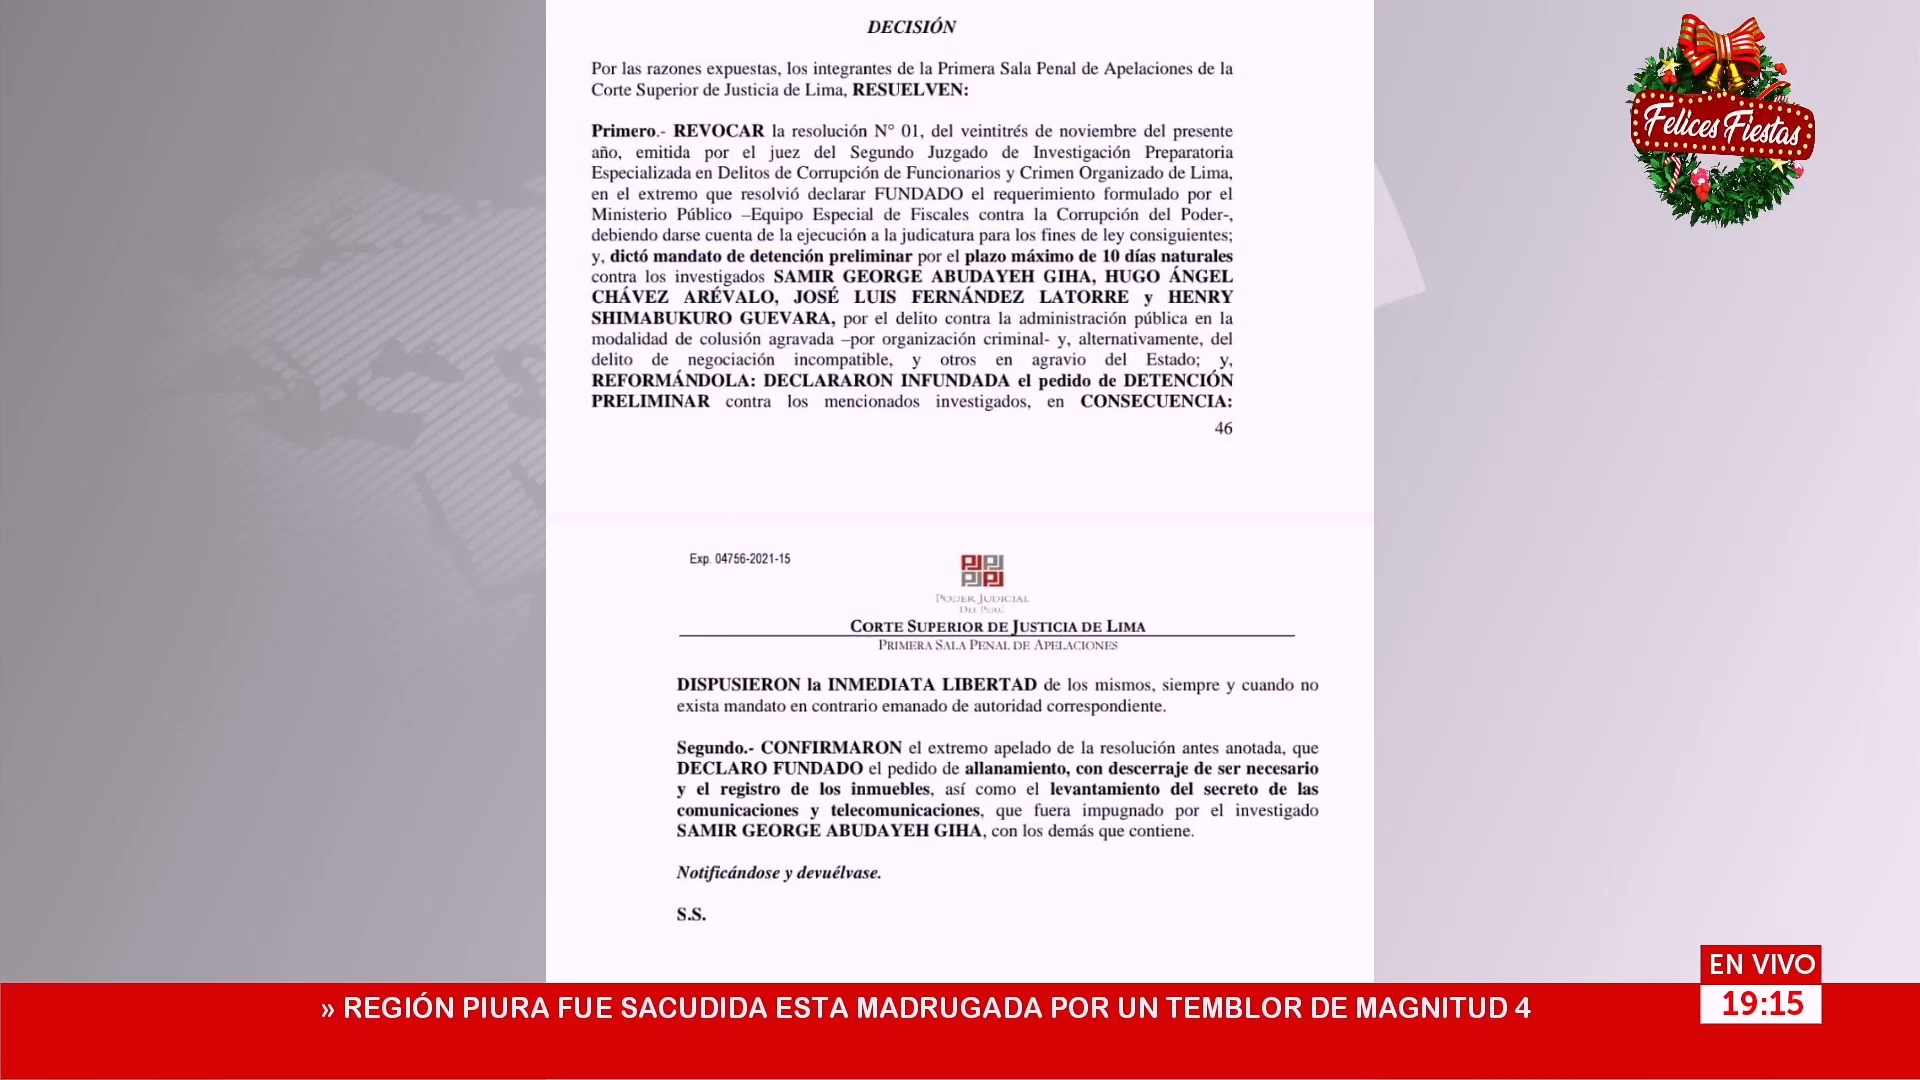 DECISIÓN
Por las razones expuestas, los integrantes de la Primera Sala Penal de Apelaciones de la
Corte Superior de Justicia de Lima, RESUELVEN:
Primero.- REVOCAR la resolución N° 01, del veintitrés de noviembre del presente
año, emitida por el juez del Segundo Juzgado de Investigación Preparatoria
Especializada en Delitos de Corrupción de Funcionarios y Crimen Organizado de Lima,
en el extremo que resolvió declarar FUNDADO el requerimiento formulado por el
Ministerio Público –Equipo Especial de Fiscales contra la Corrupción del Poder-,
debiendo darse cuenta de la ejecución a la judicatura para los fines de ley consiguientes;
y, dictó mandato de detención preliminar por el plazo máximo de 10 días naturales
contra los investigados SAMIR GEORGE ABUDAYEH GIHA, HUGO ÁNGEL
CHÁVEZ ARÉVALO, JOSÉ LUIS FERNÁNDEZ LATORRE y HENRY
SHIMABUKURO GUEVARA, por el delito contra la administración pública en la
modalidad de colusión agravada –por organización criminal- y, alternativamente, del
delito de negociación incompatible, y otros en agravio del Estado; y,
REFORMÁNDOLA: DECLARARON INFUNDADA el pedido de DETENCIÓN
PRELIMINAR contra los mencionados investigados, en CONSECUENCIA:
46
Exp. 04756-2021-15
PJ PJ
PJ PJ
PODER JUDICIAL
DEL PERÚ
CORTE SUPERIOR DE JUSTICIA DE LIMA
PRIMERA SALA PENAL DE APELACIONES
DISPUSIERON la INMEDIATA LIBERTAD de los mismos, siempre y cuando no
exista mandato en contrario emanado de autoridad correspondiente.
Segundo.- CONFIRMARON el extremo apelado de la resolución antes anotada, que
DECLARO FUNDADO el pedido de allanamiento, con descerraje de ser necesario
y el registro de los inmuebles, así como el levantamiento del secreto de las
comunicaciones y telecomunicaciones, que fuera impugnado por el investigado
SAMIR GEORGE ABUDAYEH GIHA, con los demás que contiene.
Notificándose y devuélvase.
S.S.
Felices Fiestas
EN VIVO
19:15
» REGIÓN PIURA FUE SACUDIDA ESTA MADRUGADA POR UN TEMBLOR DE MAGNITUD 4